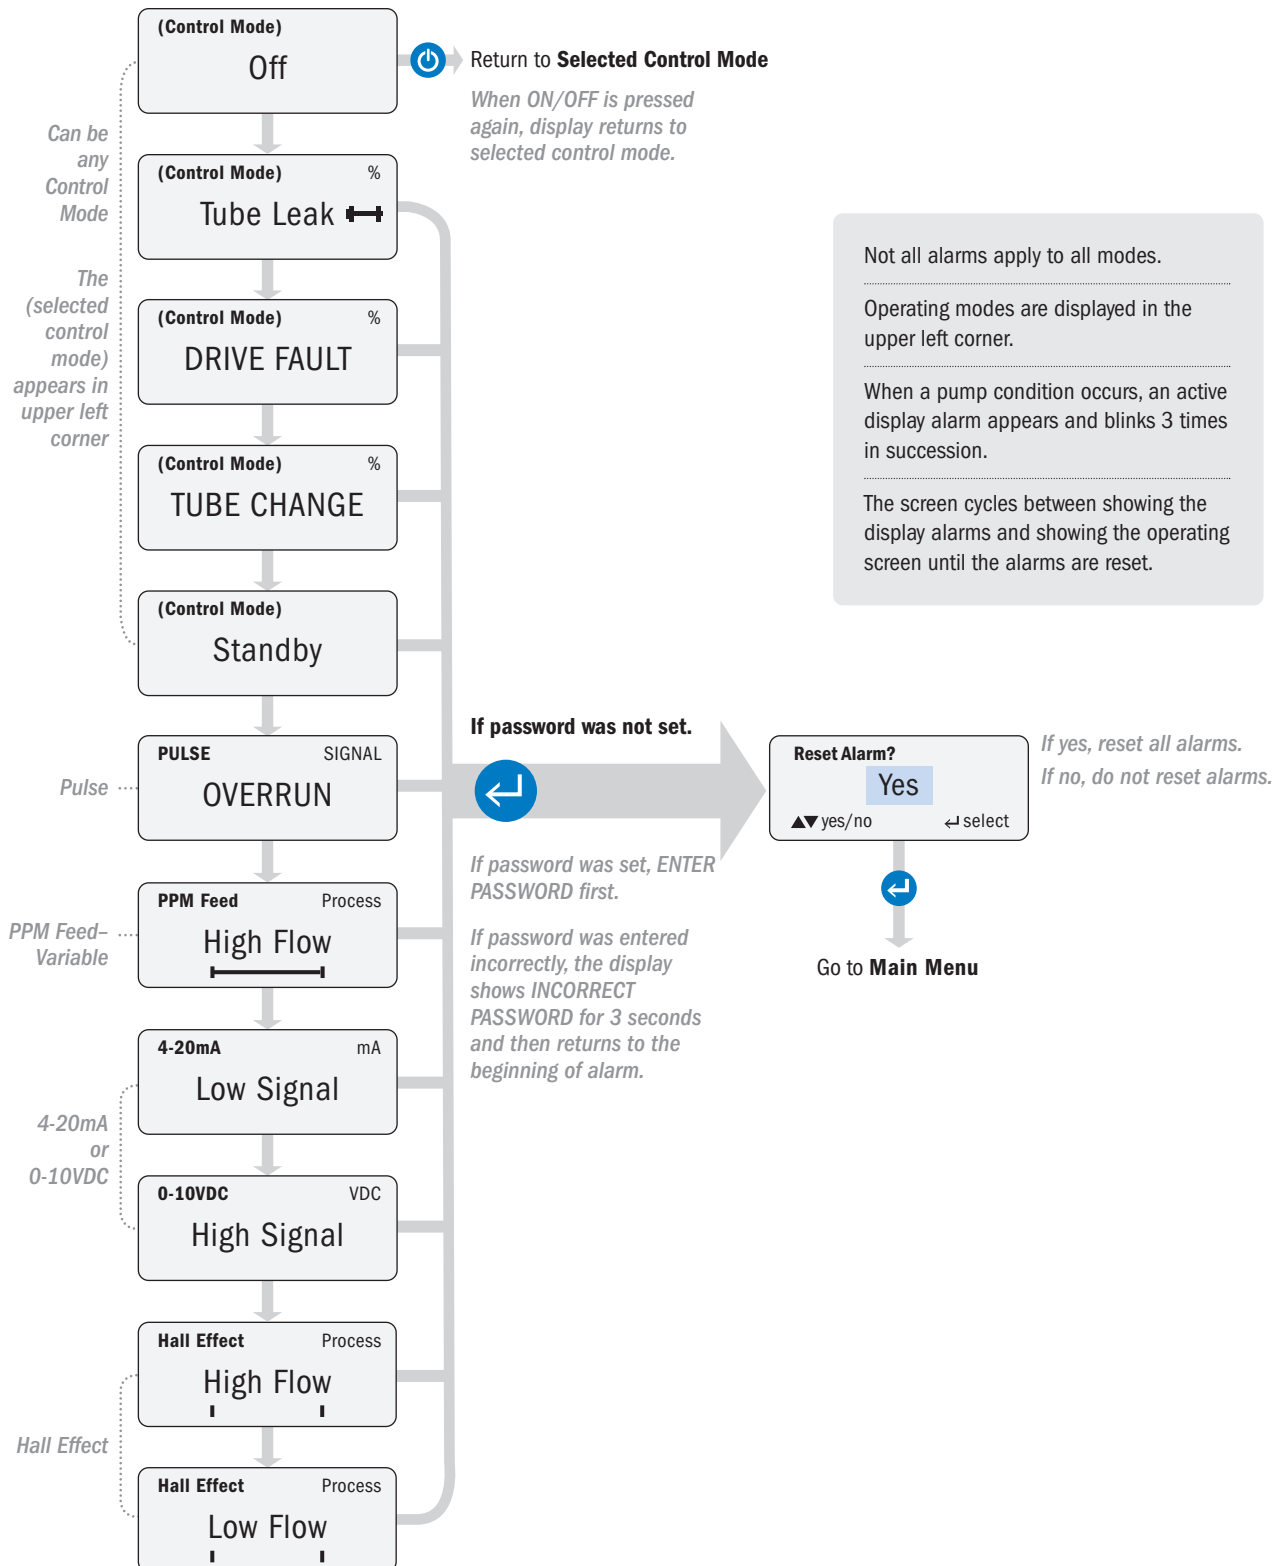 (Control Mode)
Off
Return to Selected Control Mode
When ON/OFF is pressed
again, display returns to
selected control mode.
Can be
any
Control
Mode
The
(selected
control
mode)
appears in
upper left
corner
(Control Mode) %
Tube Leak
(Control Mode) %
DRIVE FAULT
(Control Mode) %
TUBE CHANGE
(Control Mode)
Standby
Not all alarms apply to all modes.
Operating modes are displayed in the
upper left corner.
When a pump condition occurs, an active
display alarm appears and blinks 3 times
in succession.
The screen cycles between showing the
display alarms and showing the operating
screen until the alarms are reset.
Pulse
PULSE SIGNAL
OVERRUN
PPM Feed–
Variable
PPM Feed Process
High Flow
4-20mA
or
0-10VDC
4-20mA mA
Low Signal
0-10VDC VDC
High Signal
Hall Effect
Hall Effect Process
High Flow
Hall Effect Process
Low Flow
If password was not set.
If password was set, ENTER
PASSWORD first.
If password was entered
incorrectly, the display
shows INCORRECT
PASSWORD for 3 seconds
and then returns to the
beginning of alarm.
Reset Alarm?
Yes
▲▼ yes/no ↵ select
If yes, reset all alarms.
If no, do not reset alarms.
Go to Main Menu